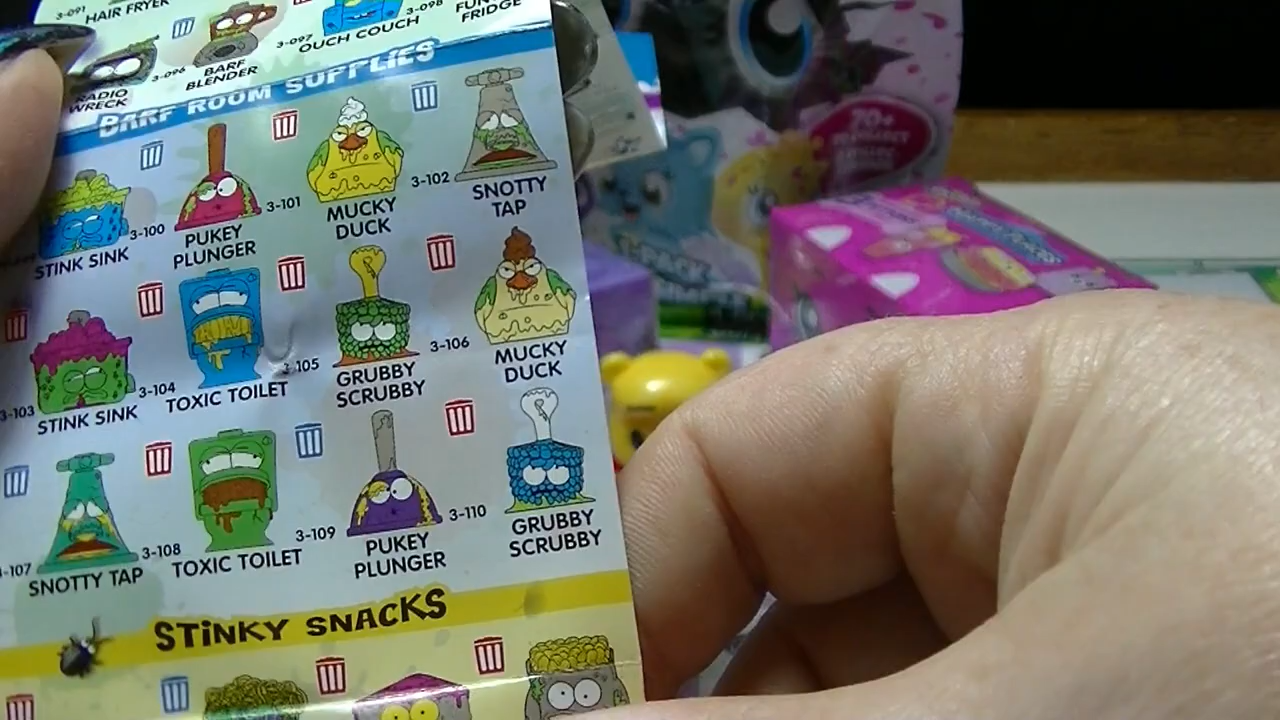 3-091
HAIR FRYER
3-097
OUCH COUCH
3-098
FRIDGE
RADIO
WRECK
3-096
BARF
BLENDER
BARF ROOM SUPPLIES
STINK SINK
3-100
PUKEY
PLUNGER
3-101
MUCKY
DUCK
3-102
SNOTTY
TAP
3-103
STINK SINK
3-104
TOXIC TOILET
3-105
GRUBBY
SCRUBBY
3-106
MUCKY
DUCK
3-107
SNOTTY TAP
3-108
TOXIC TOILET
3-109
PUKEY
PLUNGER
3-110
GRUBBY
SCRUBBY
STINKY SNACKS
70+